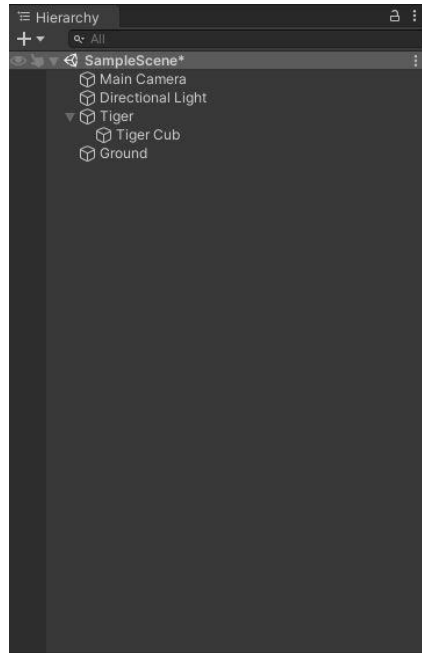 Hierarchy
All
SampleScene*
Main Camera
Directional Light
Tiger
Tiger Cub
Ground